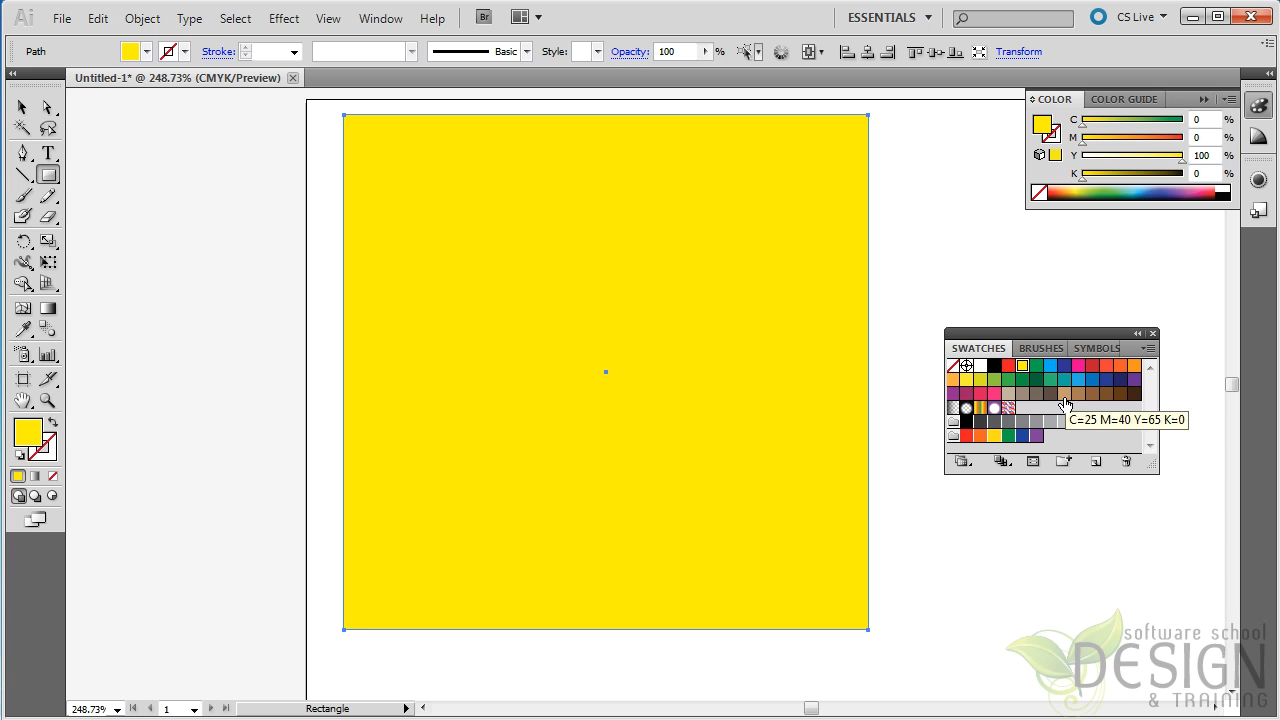 Ai File Edit Object Type Select Effect View Window Help Br ESSENTIALS CS Live
Path Stroke: Basic Style: Opacity: 100 % Transform
Untitled-1* @ 248.73% (CMYK/Preview)
COLOR COLOR GUIDE
C 0 %
M 0 %
Y 100 %
K 0 %
T
SWATCHES BRUSHES SYMBOLS
C=25 M=40 Y=65 K=0
software school
DESIGN
& TRAINING
248.73% 1 Rectangle